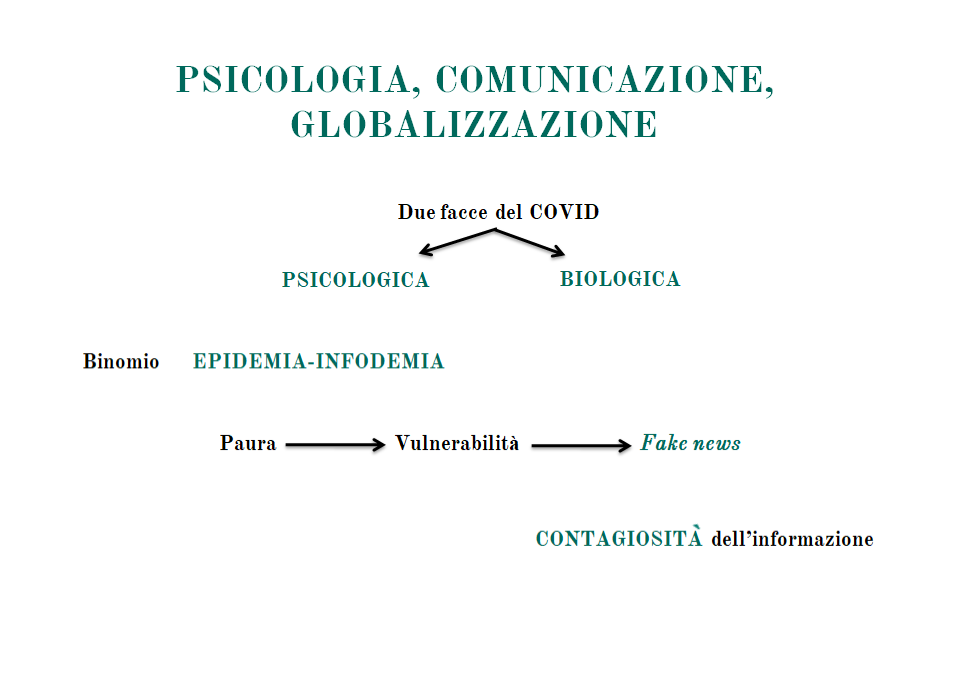 PSICOLOGIA, COMUNICAZIONE,
GLOBALIZZAZIONE
Due facce del COVID
PSICOLOGICA BIOLOGICA
Binomio EPIDEMIA-INFODEMIA
Paura Vulnerabilità Fake news
CONTAGIOSITÀ dell’informazione